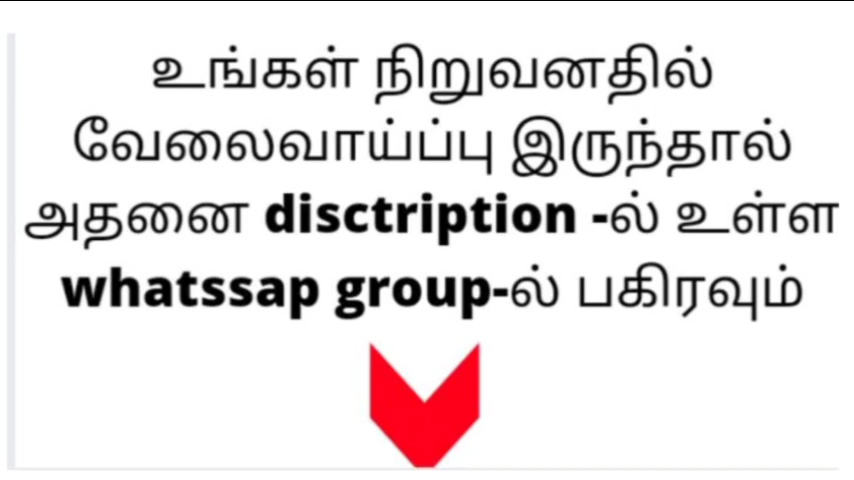 உங்கள் நிறுவனதில்
வேலைவாய்ப்பு இருந்தால்
அதனை disctription -ல் உள்ள
whatssap group-ல் பகிரவும்